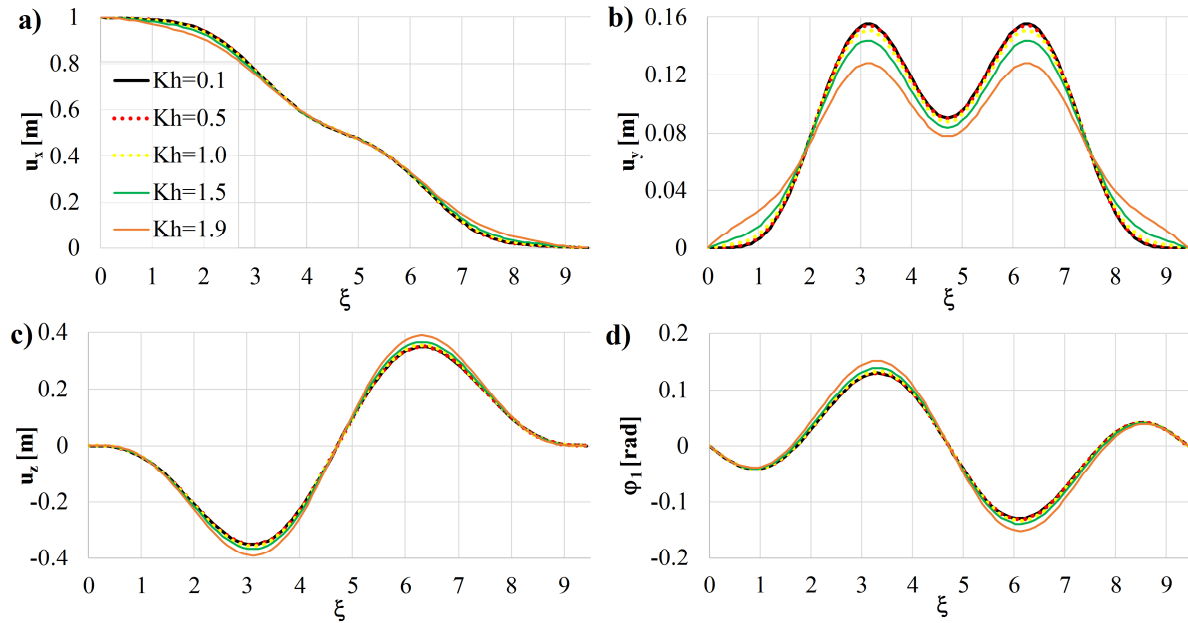 a)
u_x [m]
1
0.8
0.6
0.4
0.2
0
Kh=0.1
Kh=0.5
Kh=1.0
Kh=1.5
Kh=1.9
0 1 2 3 4 5 6 7 8 9
ξ
b)
u_y [m]
0.16
0.12
0.08
0.04
0
0 1 2 3 4 5 6 7 8 9
ξ
c)
u_z [m]
0.4
0.2
0
-0.2
-0.4
0 1 2 3 4 5 6 7 8 9
ξ
d)
φ_1 [rad]
0.2
0.1
0
-0.1
-0.2
0 1 2 3 4 5 6 7 8 9
ξ